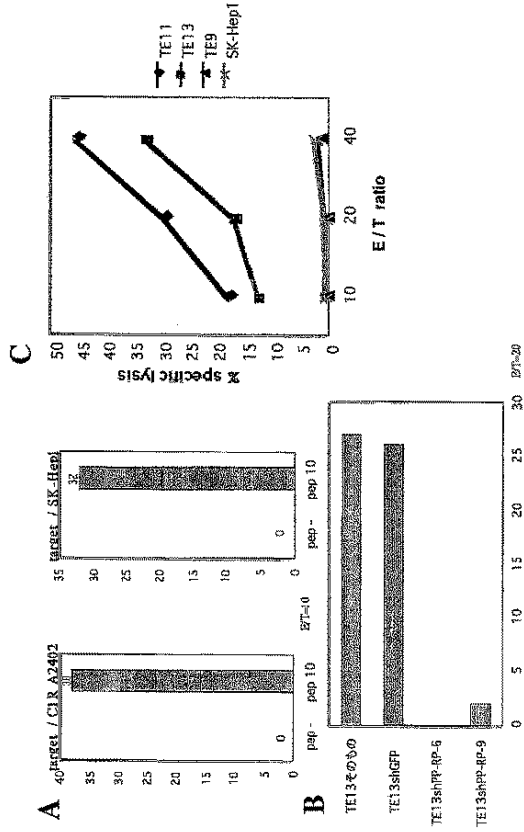 A
target / C1R A2402
40
35
30
25
20
15
10
5
0
38
0
pep -
pep 10
E/T=10
target / SK-Hep1
35
30
25
20
15
10
5
0
32
0
pep -
pep 10
B
TE13そのもの
TE13shGFP
TE13shPP-RP-6
TE13shPP-RP-9
0
5
10
15
20
25
30
E/T=20
C
% specific lysis
50
45
40
35
30
25
20
15
10
5
0
10
20
40
E / T ratio
TE11
TE13
TE9
SK-Hep1